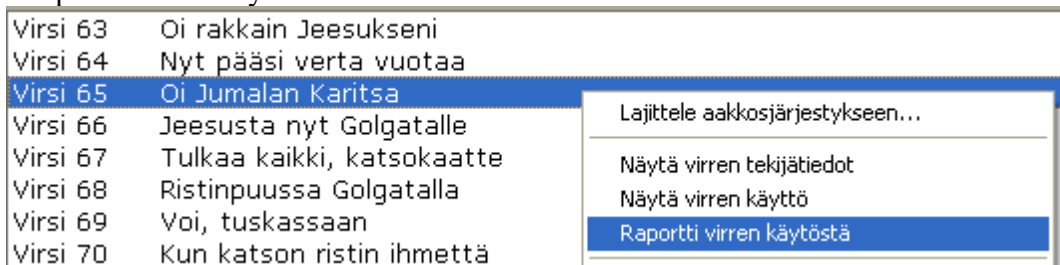 Virsi 63 Oi rakkain Jeesukseni
Virsi 64 Nyt pääsi verta vuotaa
Virsi 65 Oi Jumalan Karitsa
Virsi 66 Jeesusta nyt Golgatalle
Virsi 67 Tulkaa kaikki, katsokaatte
Virsi 68 Ristinpuussa Golgatalla
Virsi 69 Voi, tuskassaan
Virsi 70 Kun katson ristin ihmettä
Lajittele aakkosjärjestykseen...
Näytä virren tekijätiedot
Näytä virren käyttö
Raportti virren käytöstä